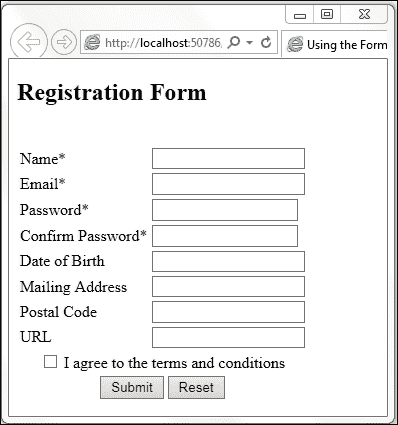 http://localhost:50786,
Using the Form
Registration Form
Name*
Email*
Password*
Confirm Password*
Date of Birth
Mailing Address
Postal Code
URL
I agree to the terms and conditions
Submit Reset